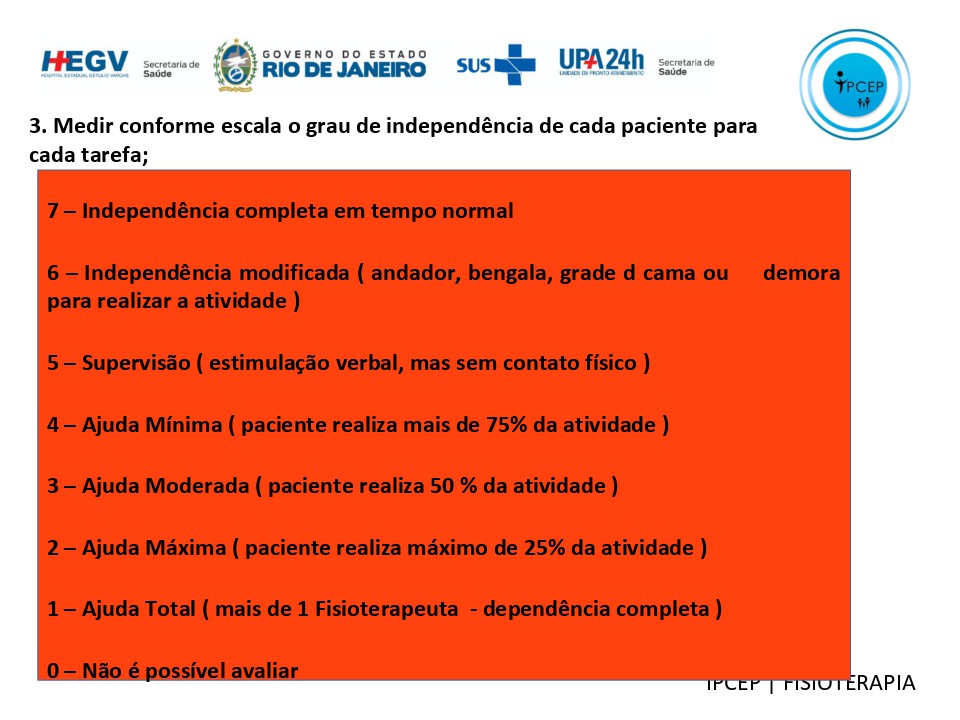 HEGV
HOSPITAL ESTADUAL GETÚLIO VARGAS
Secretaria de
Saúde
GOVERNO DO ESTADO
RIO DE JANEIRO
SUS
UPA 24h
UNIDADE DE PRONTO ATENDIMENTO
Secretaria de
Saúde
IPCEP
3. Medir conforme escala o grau de independência de cada paciente para
cada tarefa;
7 – Independência completa em tempo normal
6 – Independência modificada ( andador, bengala, grade d cama ou demora
para realizar a atividade )
5 – Supervisão ( estimulação verbal, mas sem contato físico )
4 – Ajuda Mínima ( paciente realiza mais de 75% da atividade )
3 – Ajuda Moderada ( paciente realiza 50 % da atividade )
2 – Ajuda Máxima ( paciente realiza máximo de 25% da atividade )
1 – Ajuda Total ( mais de 1 Fisioterapeuta - dependência completa )
0 – Não é possível avaliar
IPCEP | FISIOTERAPIA